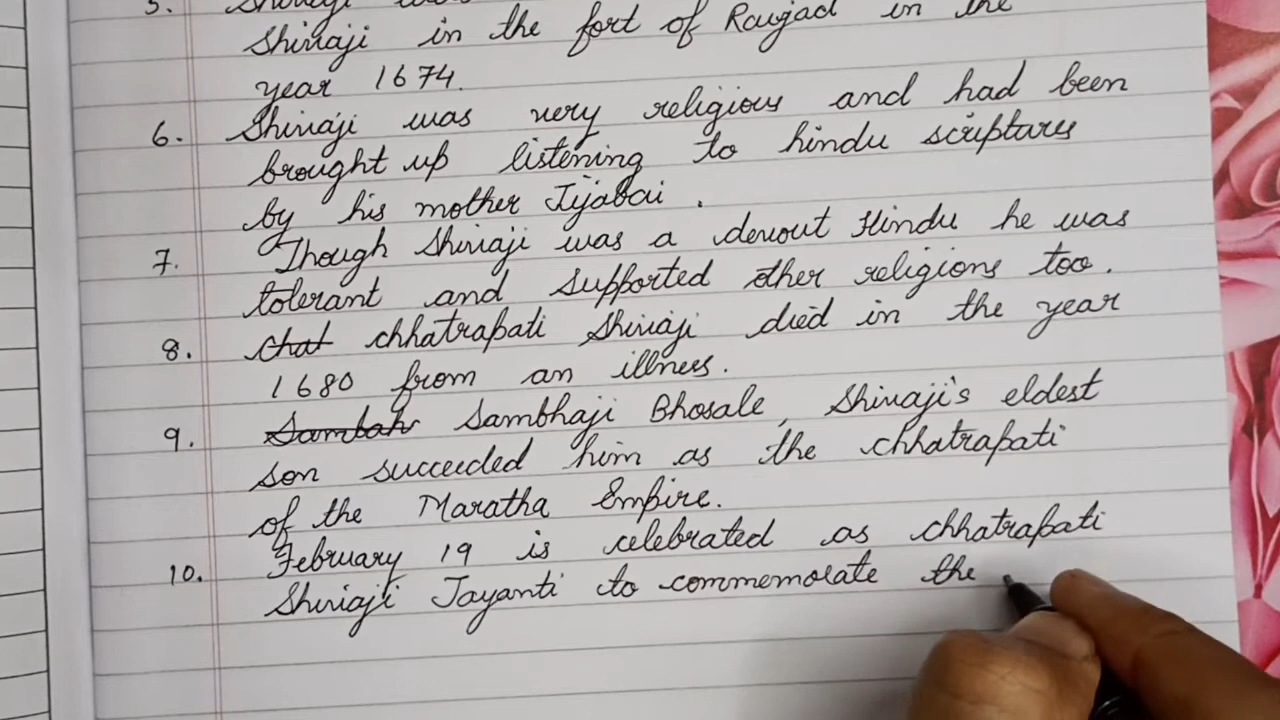 5. Shivaji
Shivaji in the fort of Raigad in the
year 1674.
6. Shivaji was very religious and had been
brought up listening to hindu scriptures
by his mother Jijabai.
7. Though Shivaji was a devout Hindu he was
tolerant and supported other religions too.
8. Chat chhatrapati Shivaji died in the year
1680 from an illness.
9. Sambah Sambhaji Bhosale, Shivaji's eldest
son succeeded him as the chhatrapati
of the Maratha Empire.
10. February 19 is celebrated as chhatrapati
Shivaji Jayanti to commemorate the